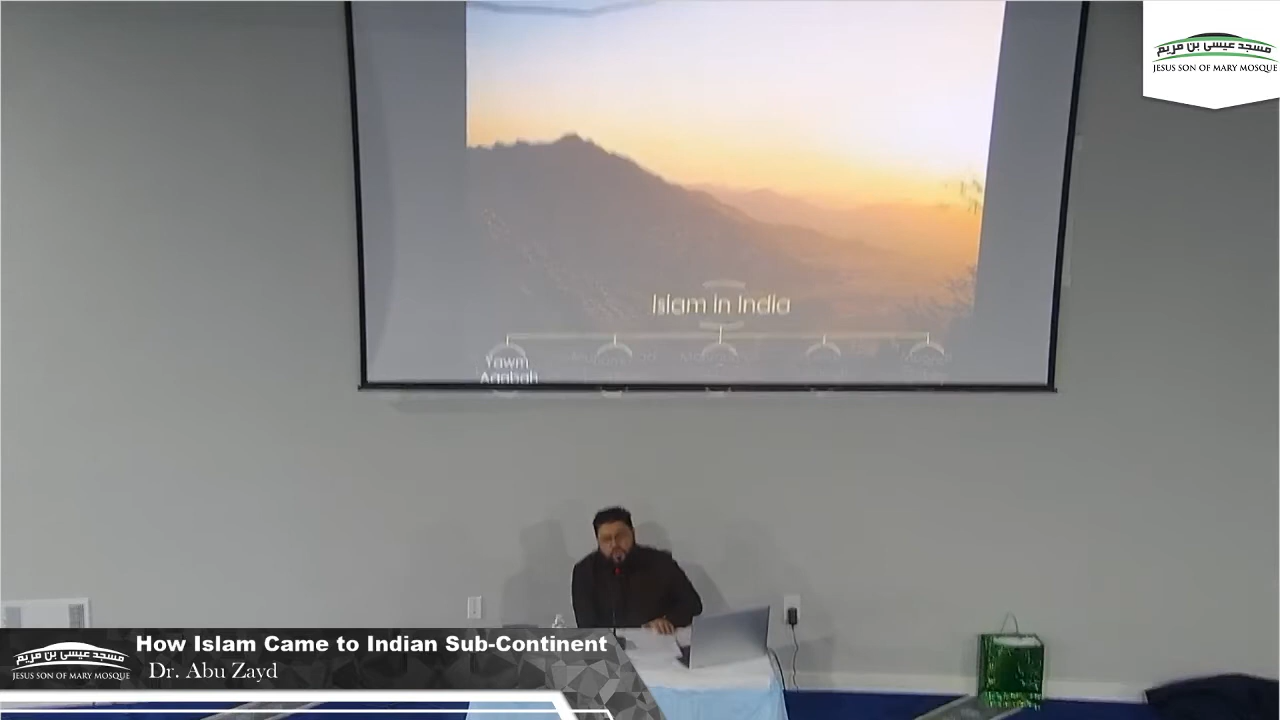 مسجد عيسى بن مريم
JESUS SON OF MARY MOSQUE
Islam in India
Yawm
Aqabah
How Islam Came to Indian Sub-Continent
Dr. Abu Zayd
مسجد عيسى بن مريم
JESUS SON OF MARY MOSQUE